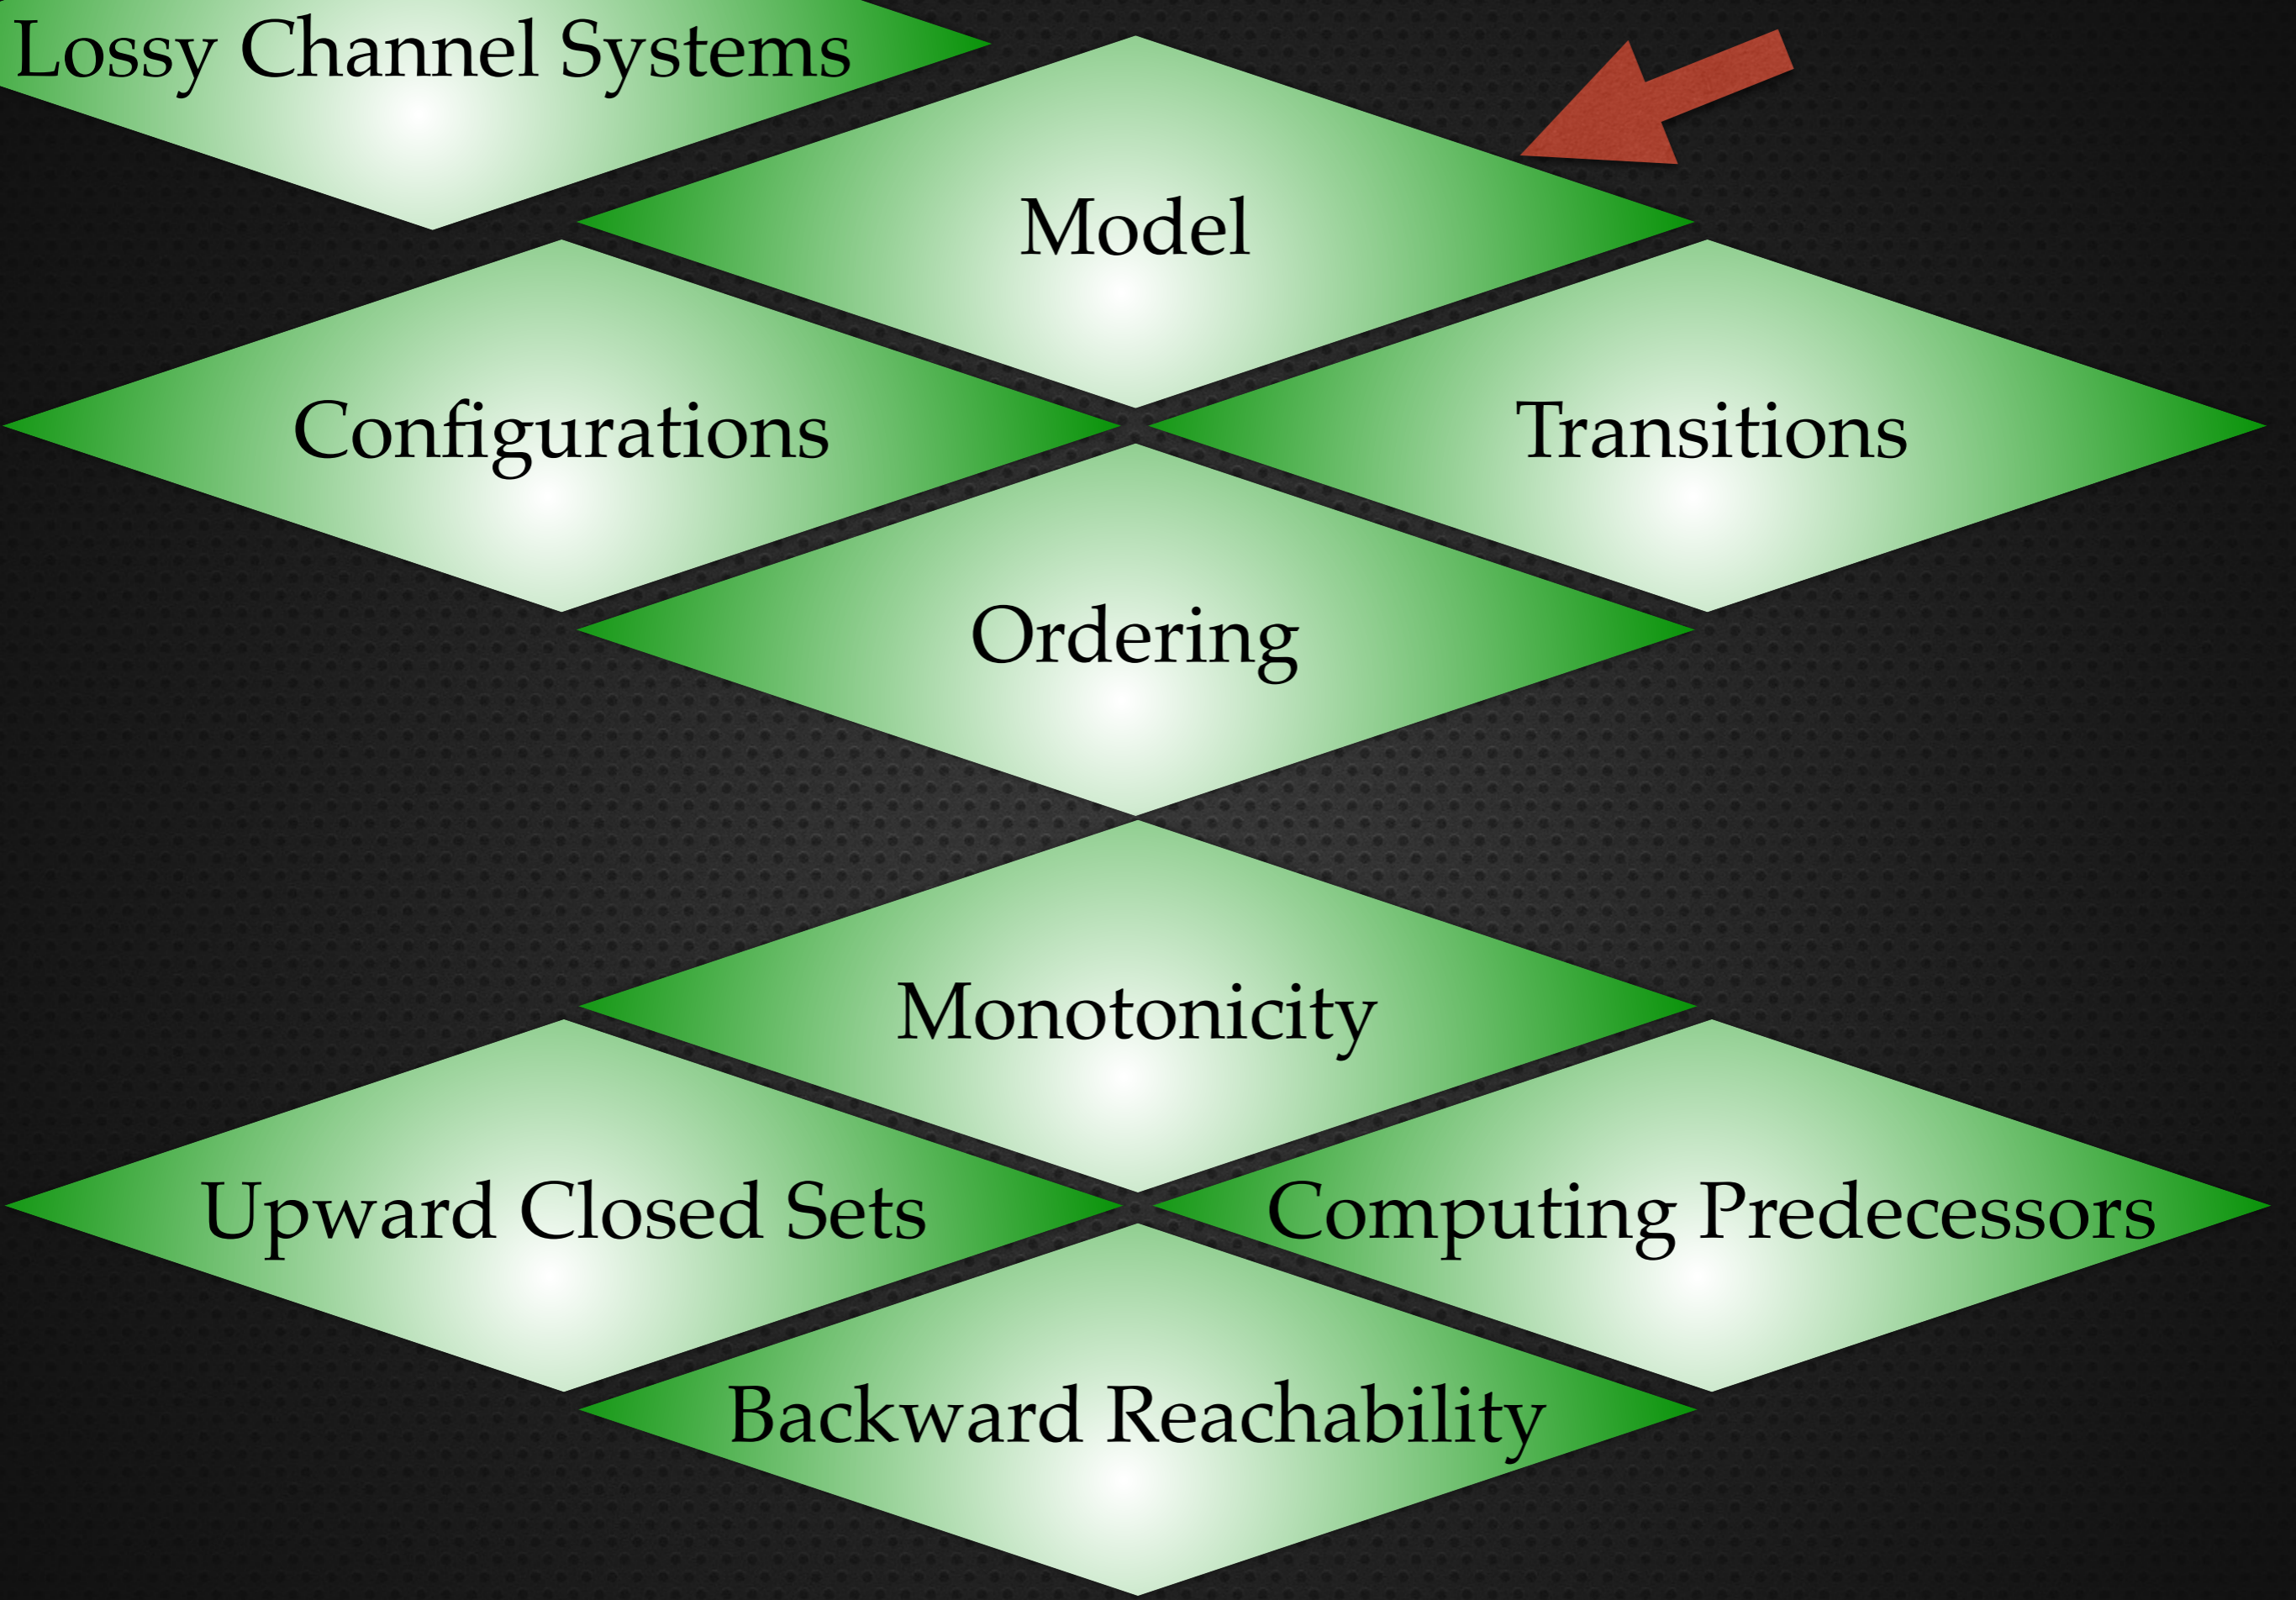 Lossy Channel Systems
Model
Configurations
Transitions
Ordering
Monotonicity
Upward Closed Sets
Computing Predecessors
Backward Reachability